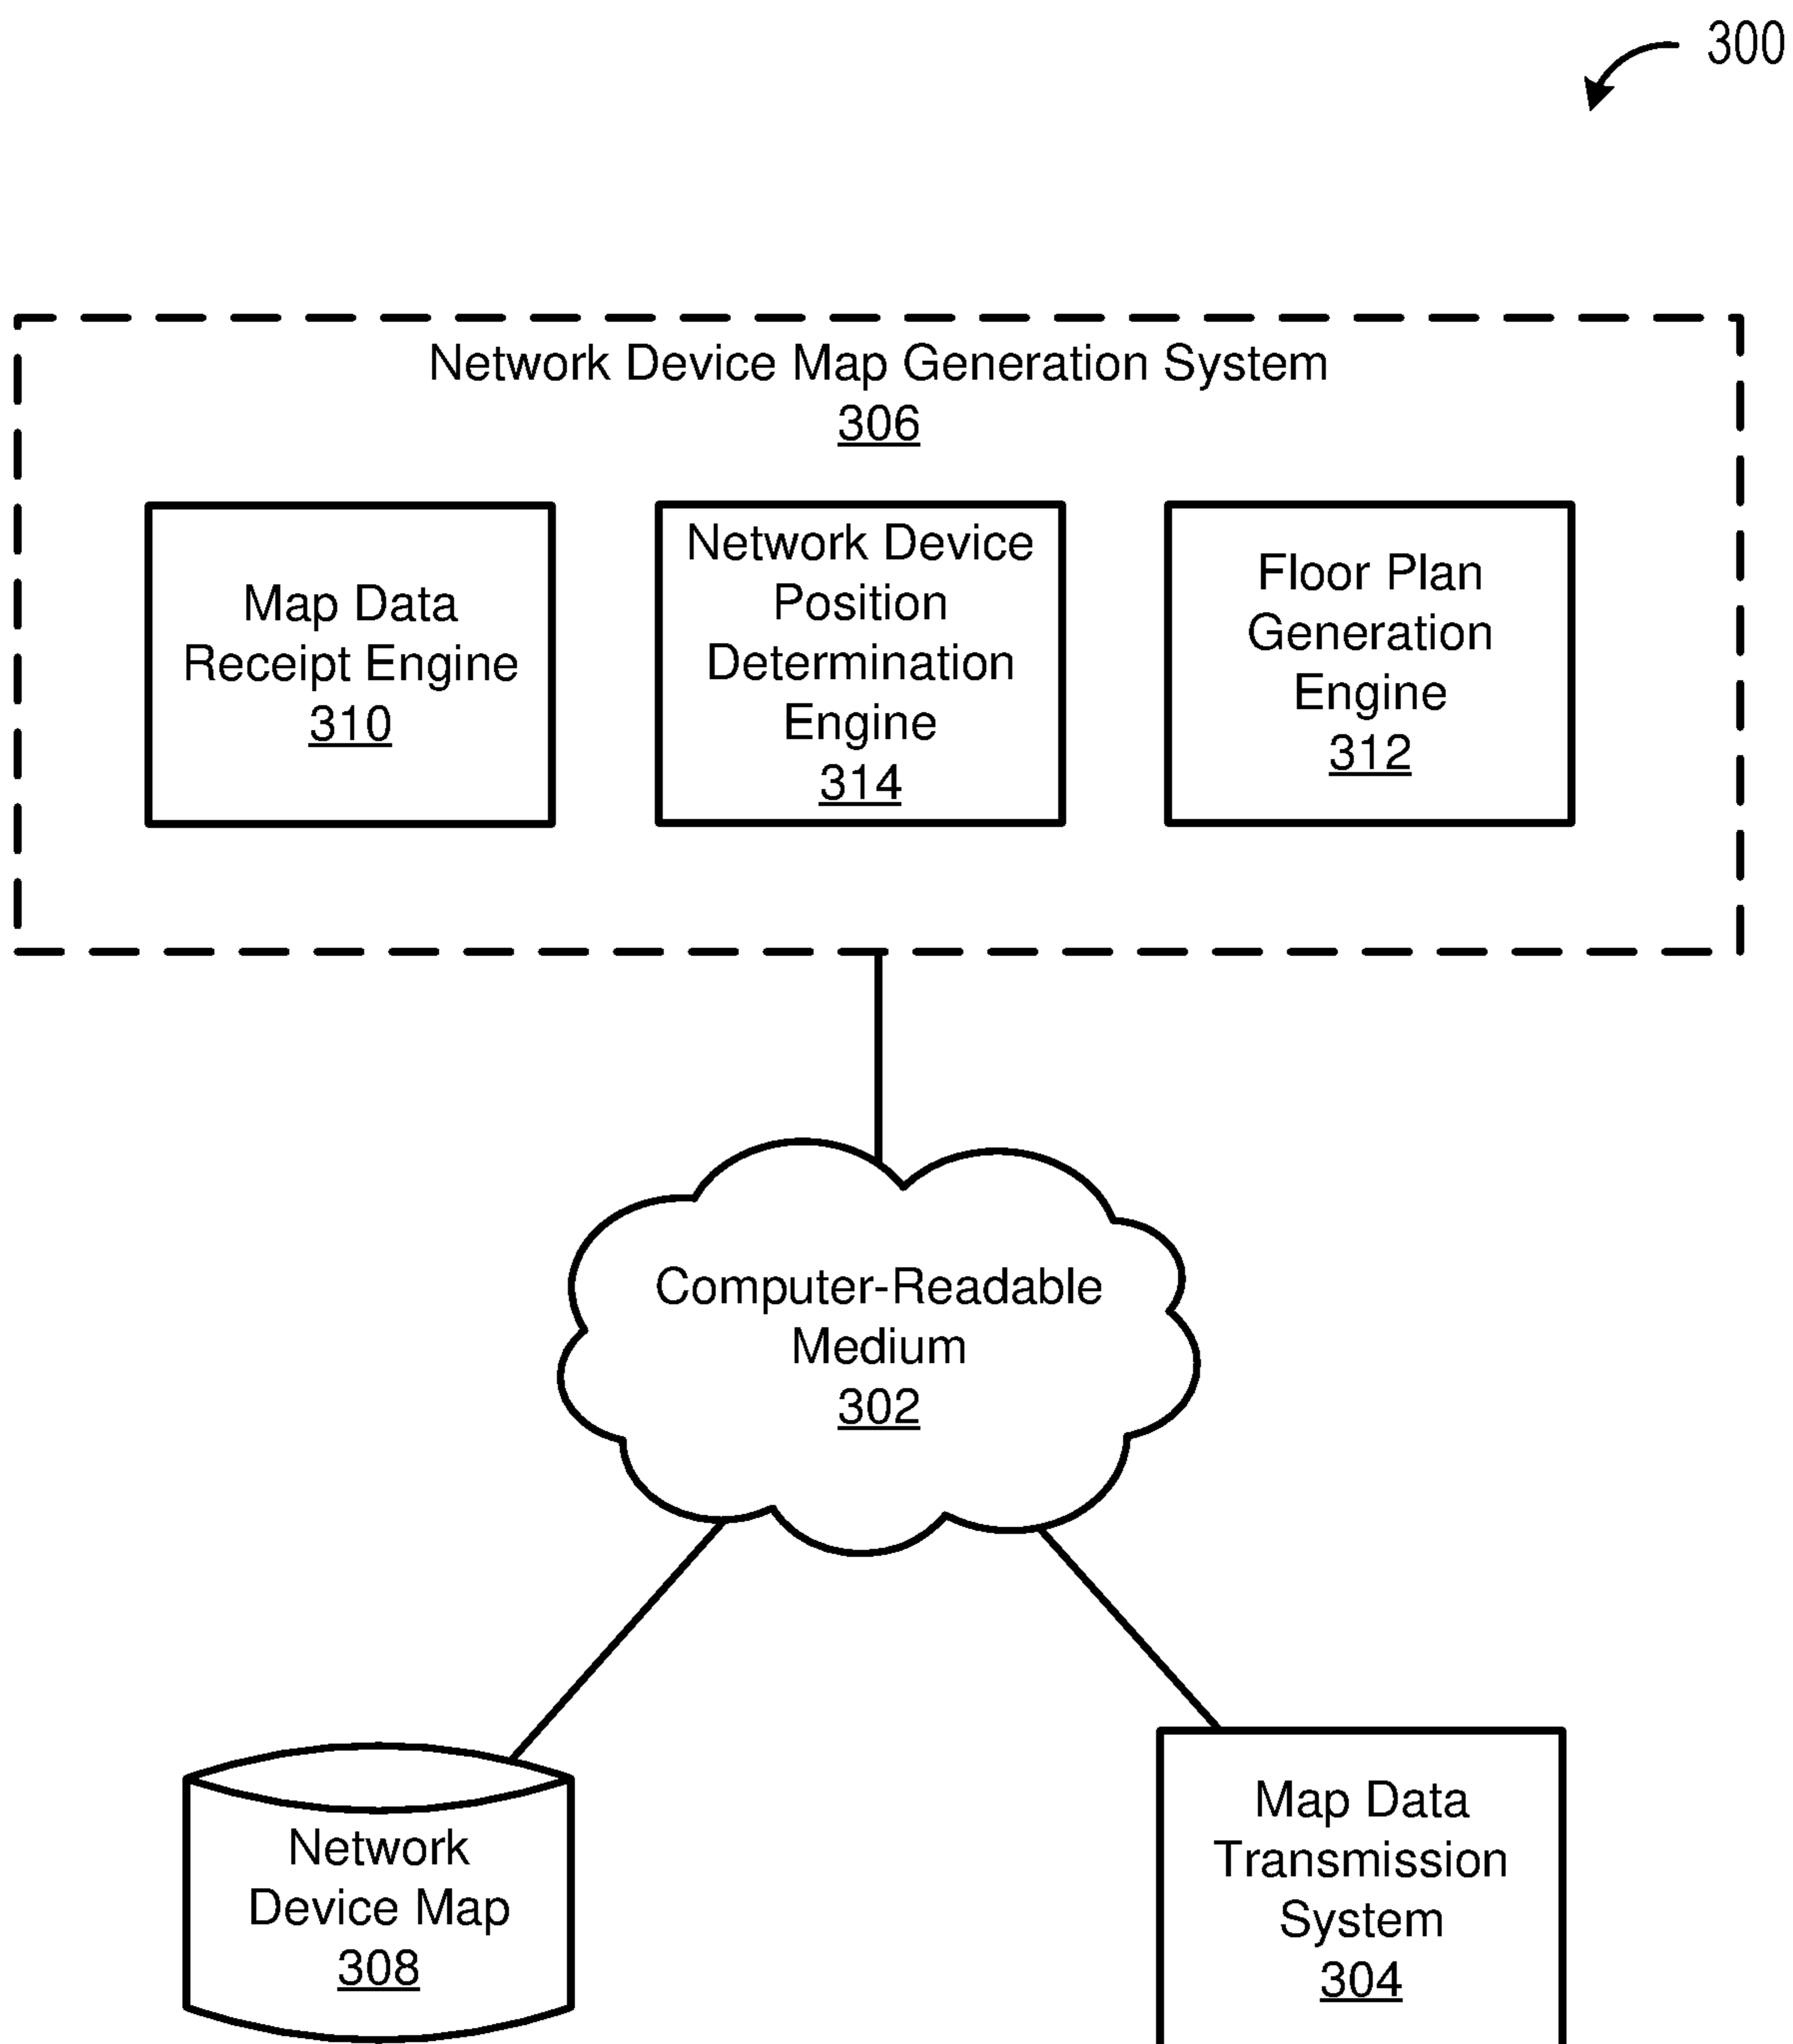 300
Network Device Map Generation System
306
Map Data
Receipt Engine
310
Network Device
Position
Determination
Engine
314
Floor Plan
Generation
Engine
312
Computer-Readable
Medium
302
Network
Device Map
308
Map Data
Transmission
System
304